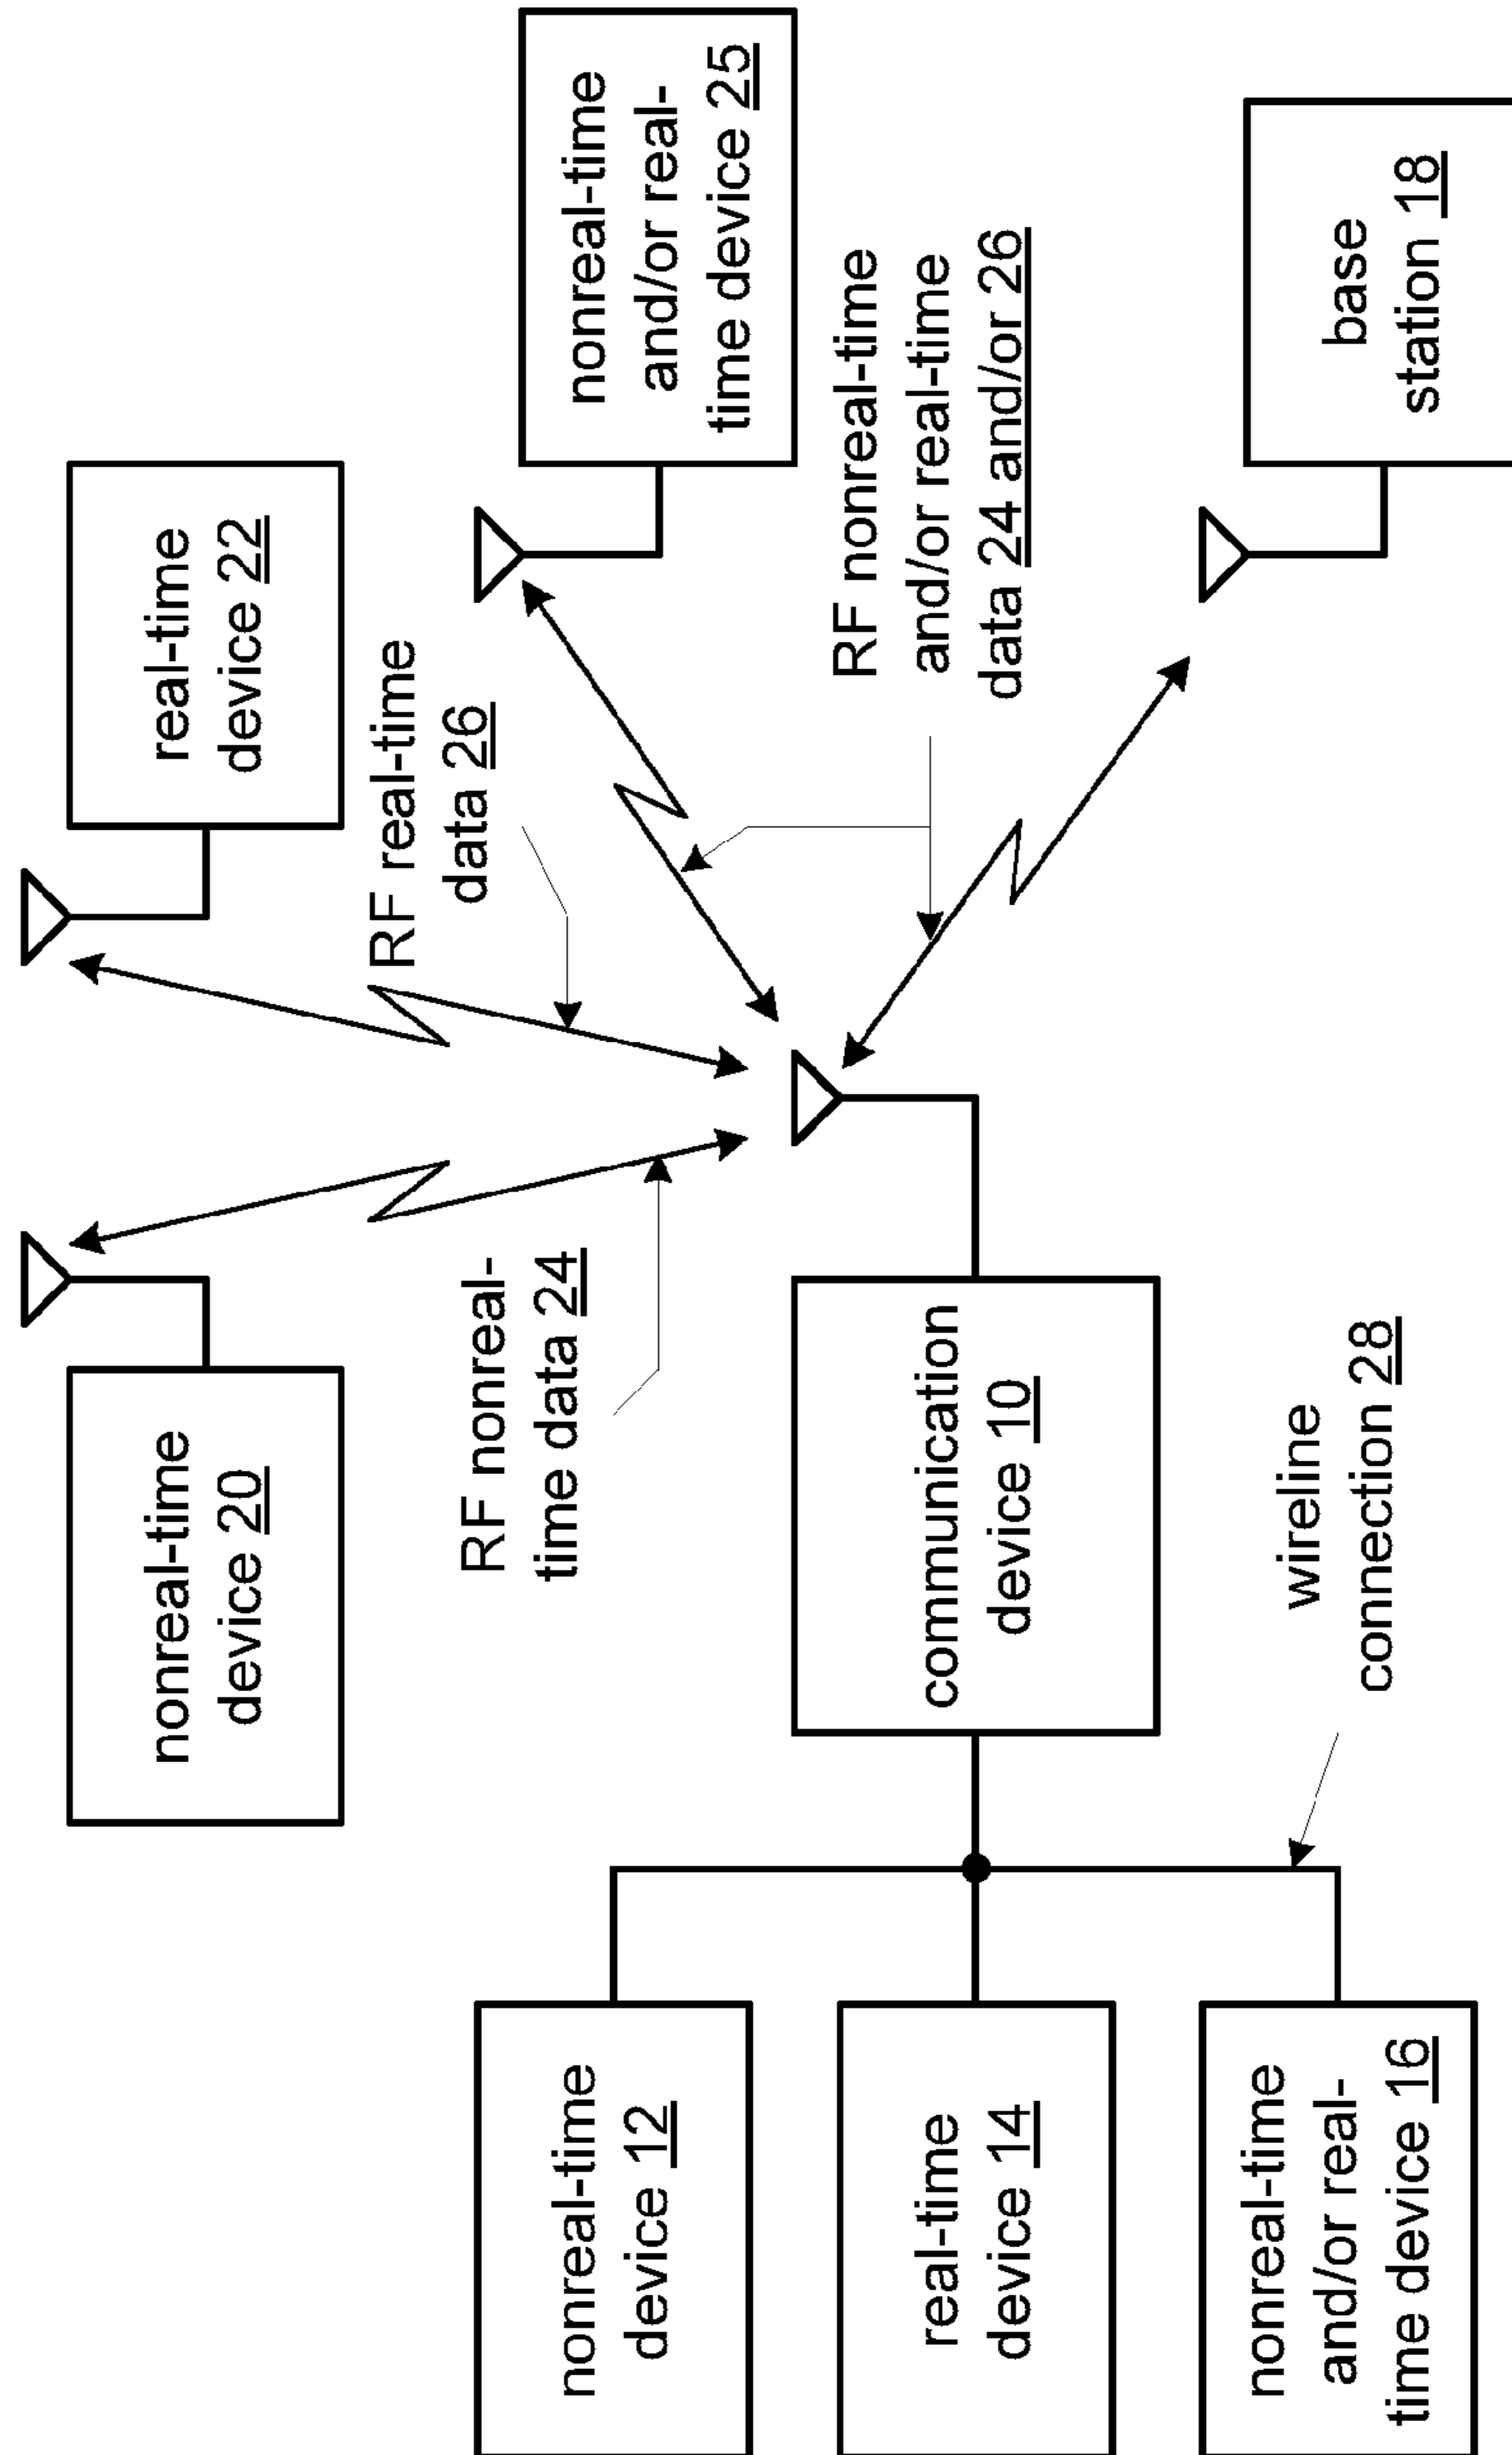 nonreal-time
device 20
real-time
device 22
RF real-time
data 26
RF nonreal-
time data 24
nonreal-time
and/or real-
time device 25
nonreal-time
device 12
real-time
device 14
nonreal-time
and/or real-
time device 16
communication
device 10
wireline
connection 28
RF nonreal-time
and/or real-time
data 24 and/or 26
base
station 18